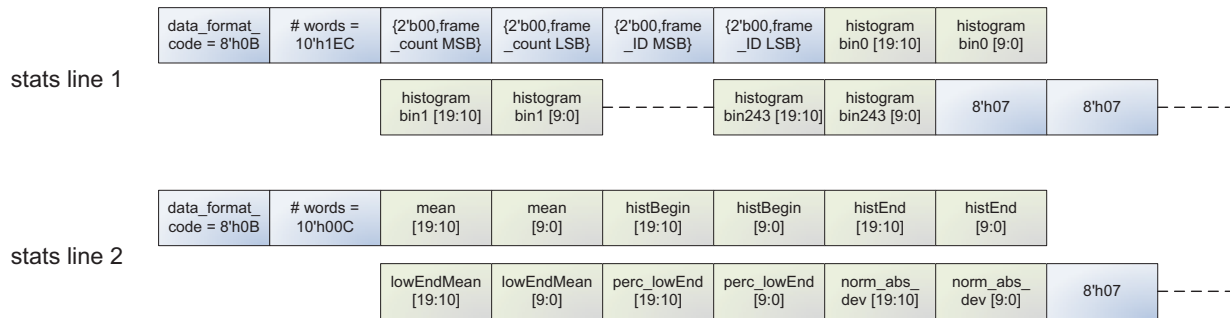 stats line 1
data_format_
code = 8'h0B
# words =
10'h1EC
{2'b00,frame
_count MSB}
{2'b00,frame
_count LSB}
{2'b00,frame
_ID MSB}
{2'b00,frame
_ID LSB}
histogram
bin0 [19:10]
histogram
bin0 [9:0]
histogram
bin1 [19:10]
histogram
bin1 [9:0]
histogram
bin243 [19:10]
histogram
bin243 [9:0]
8'h07
8'h07
stats line 2
data_format_
code = 8'h0B
# words =
10'h00C
mean
[19:10]
mean
[9:0]
histBegin
[19:10]
histBegin
[9:0]
histEnd
[19:10]
histEnd
[9:0]
lowEndMean
[19:10]
lowEndMean
[9:0]
perc_lowEnd
[19:10]
perc_lowEnd
[9:0]
norm_abs_
dev [19:10]
norm_abs_
dev [9:0]
8'h07